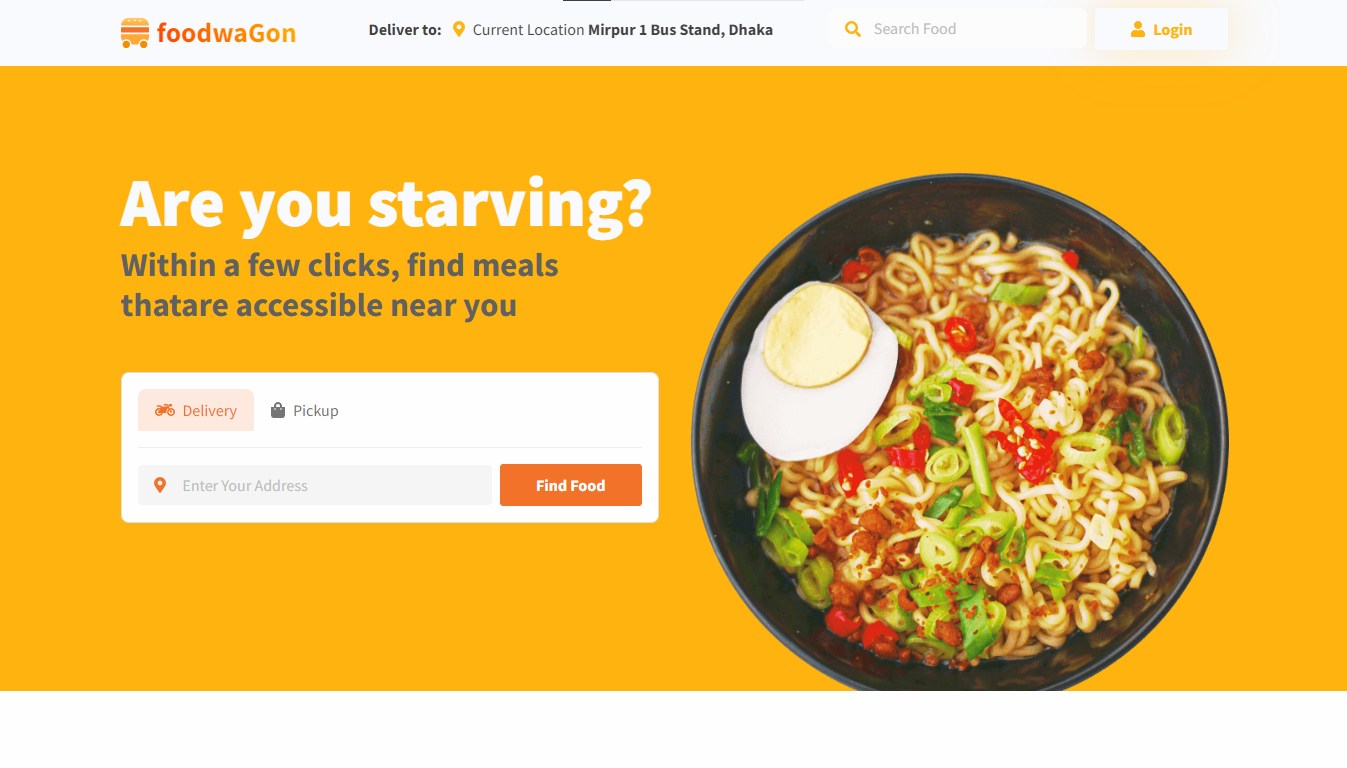 foodwaGon
Deliver to: Current Location Mirpur 1 Bus Stand, Dhaka
Search Food
Login
Are you starving?
Within a few clicks, find meals
thatare accessible near you
Delivery
Pickup
Enter Your Address
Find Food